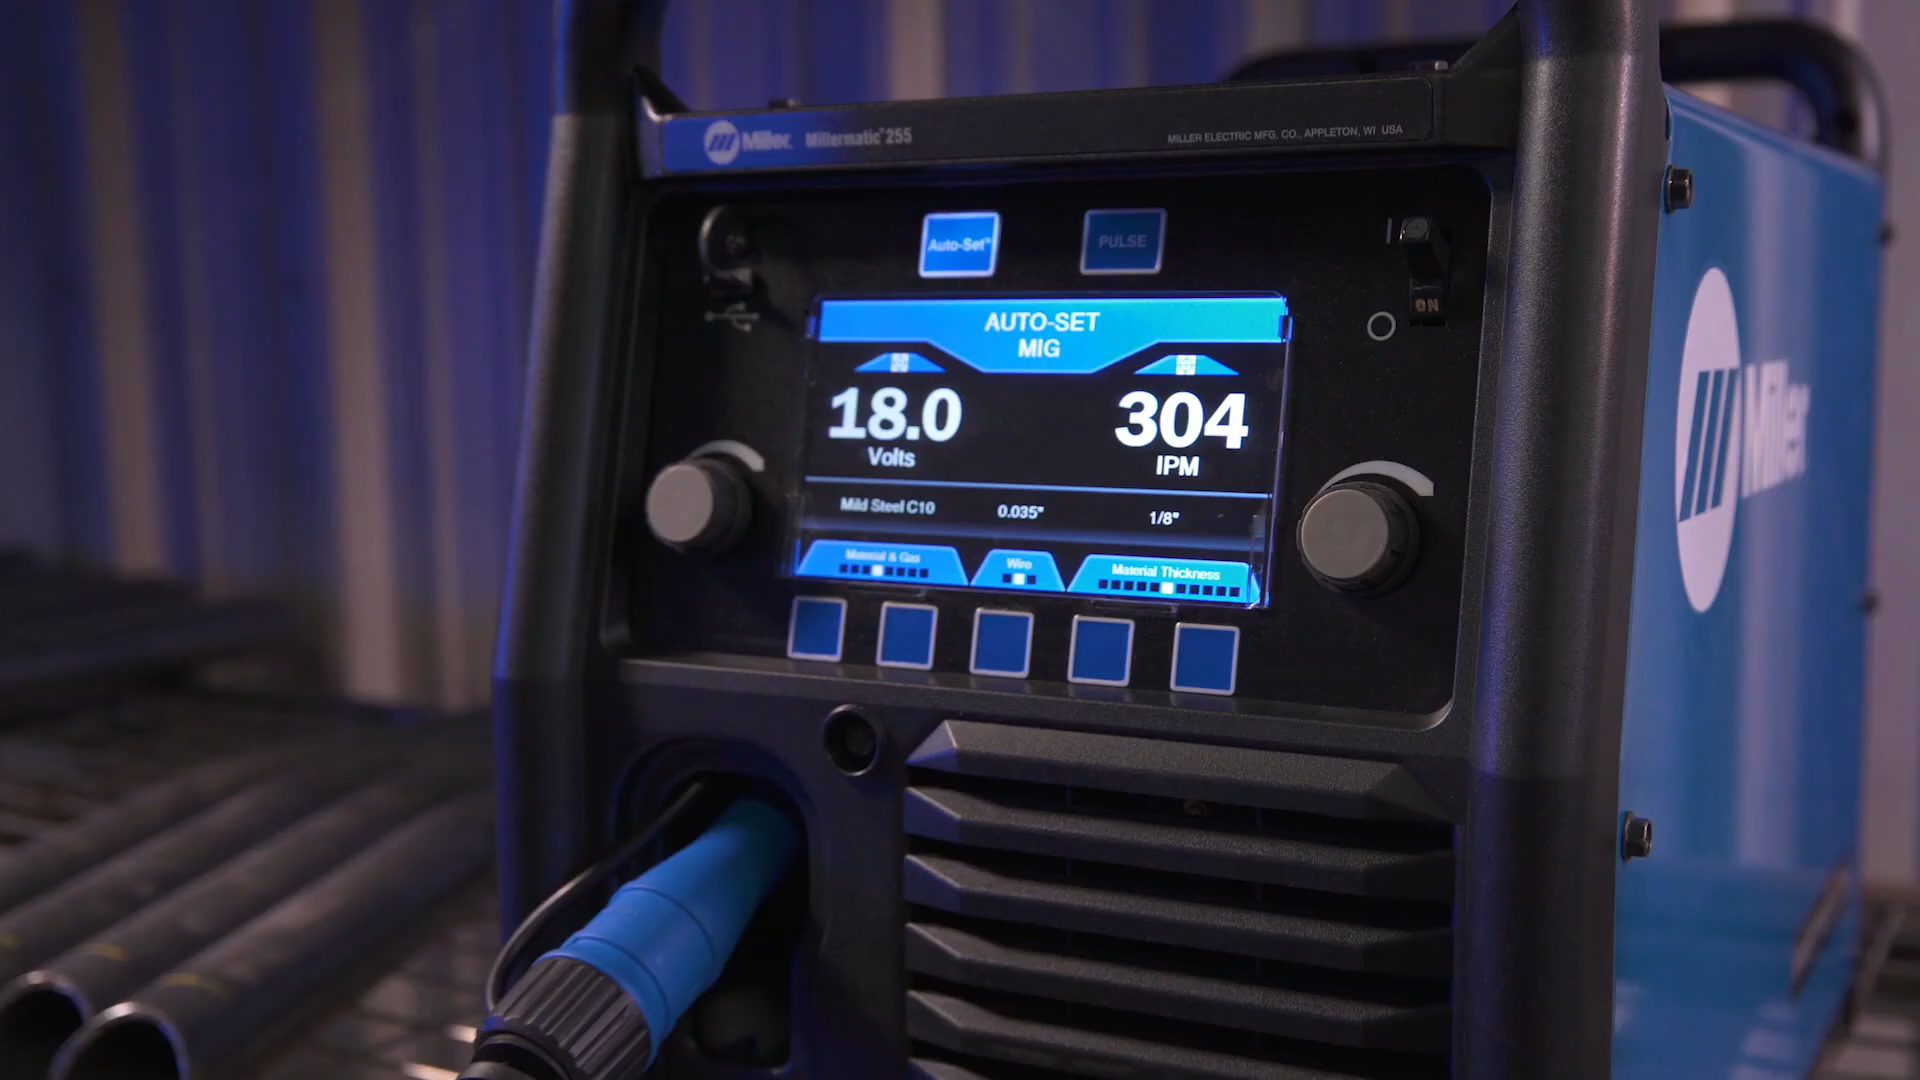 Miller. Millermatic® 255
MILLER ELECTRIC MFG. CO., APPLETON, WI USA
Auto-Set™
PULSE
ON
AUTO-SET
MIG
18.0
Volts
304
IPM
Mild Steel C10
0.035"
1/8"
Material & Gas
Wire
Material Thickness
Miller